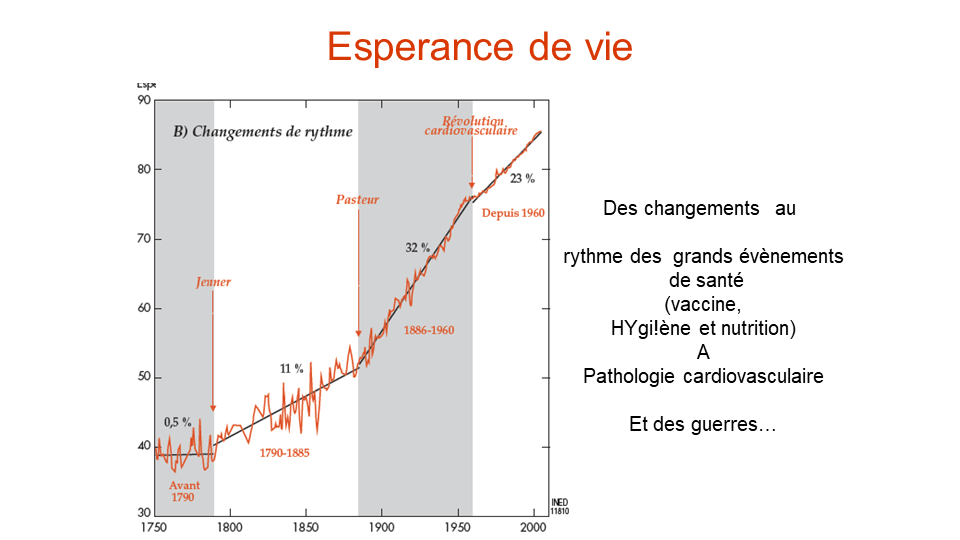 Esperance de vie
90
B) Changements de rythme
Révolution
cardiovasculaire
80
23 %
Pasteur
Depuis 1960
70
32 %
Jenner
60
1886-1960
50
11 %
0,5 %
40
1790-1885
Avant
1790
30
INED
11810
1750
1800
1850
1900
1950
2000
Des changements au
rythme des grands évènements
de santé
(vaccine,
HYgi!ène et nutrition)
A
Pathologie cardiovasculaire
Et des guerres…